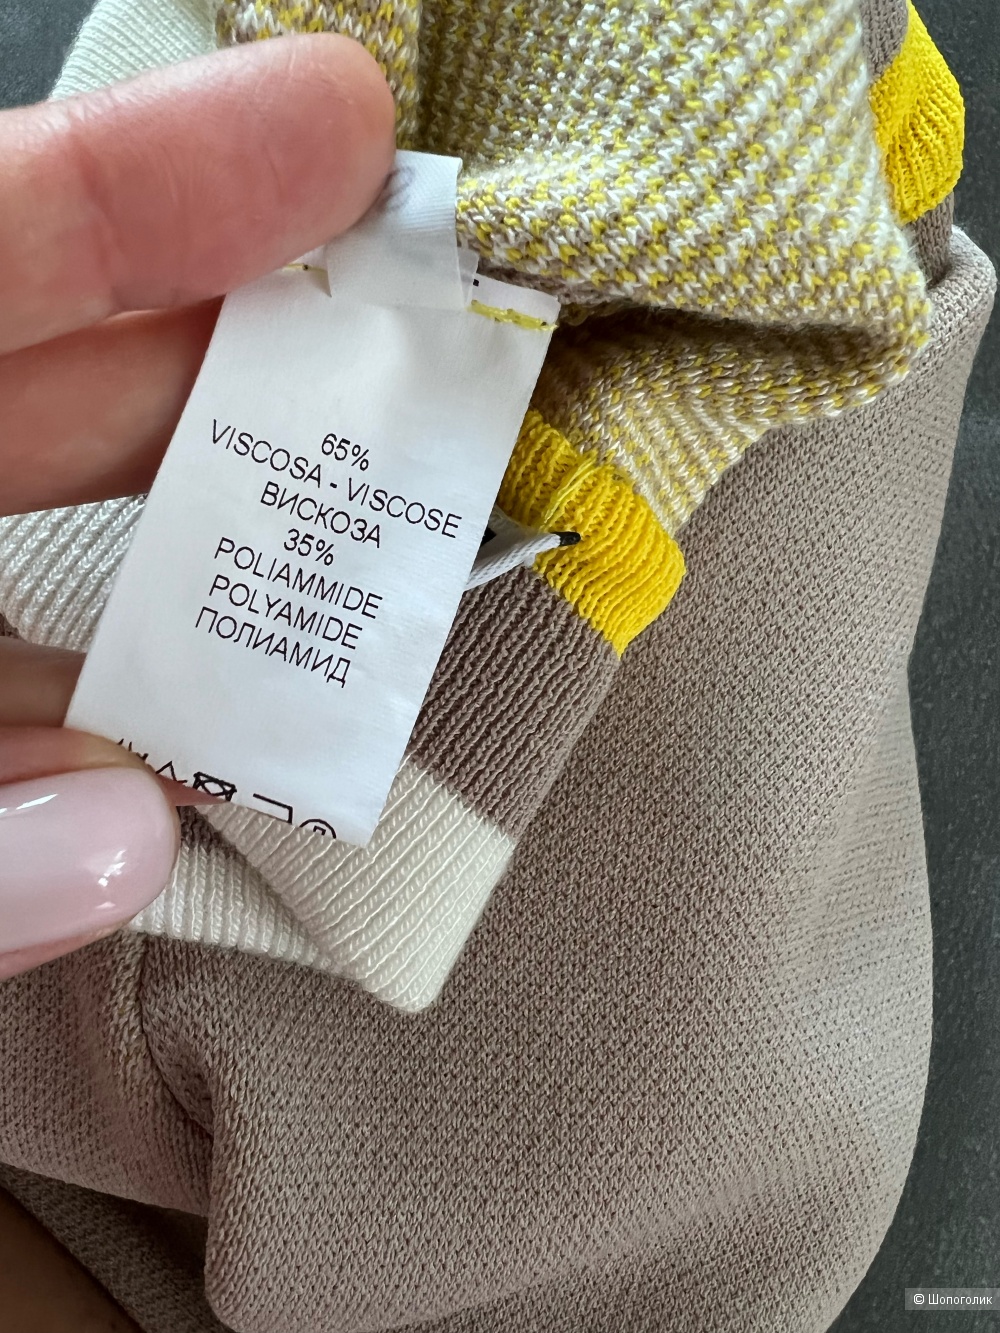 65%
VISCOSA - VISCOSE
ВИСКОЗА
35%
POLIAMMIDE
POLYAMIDE
ПОЛИАМИД
© Шопоголик